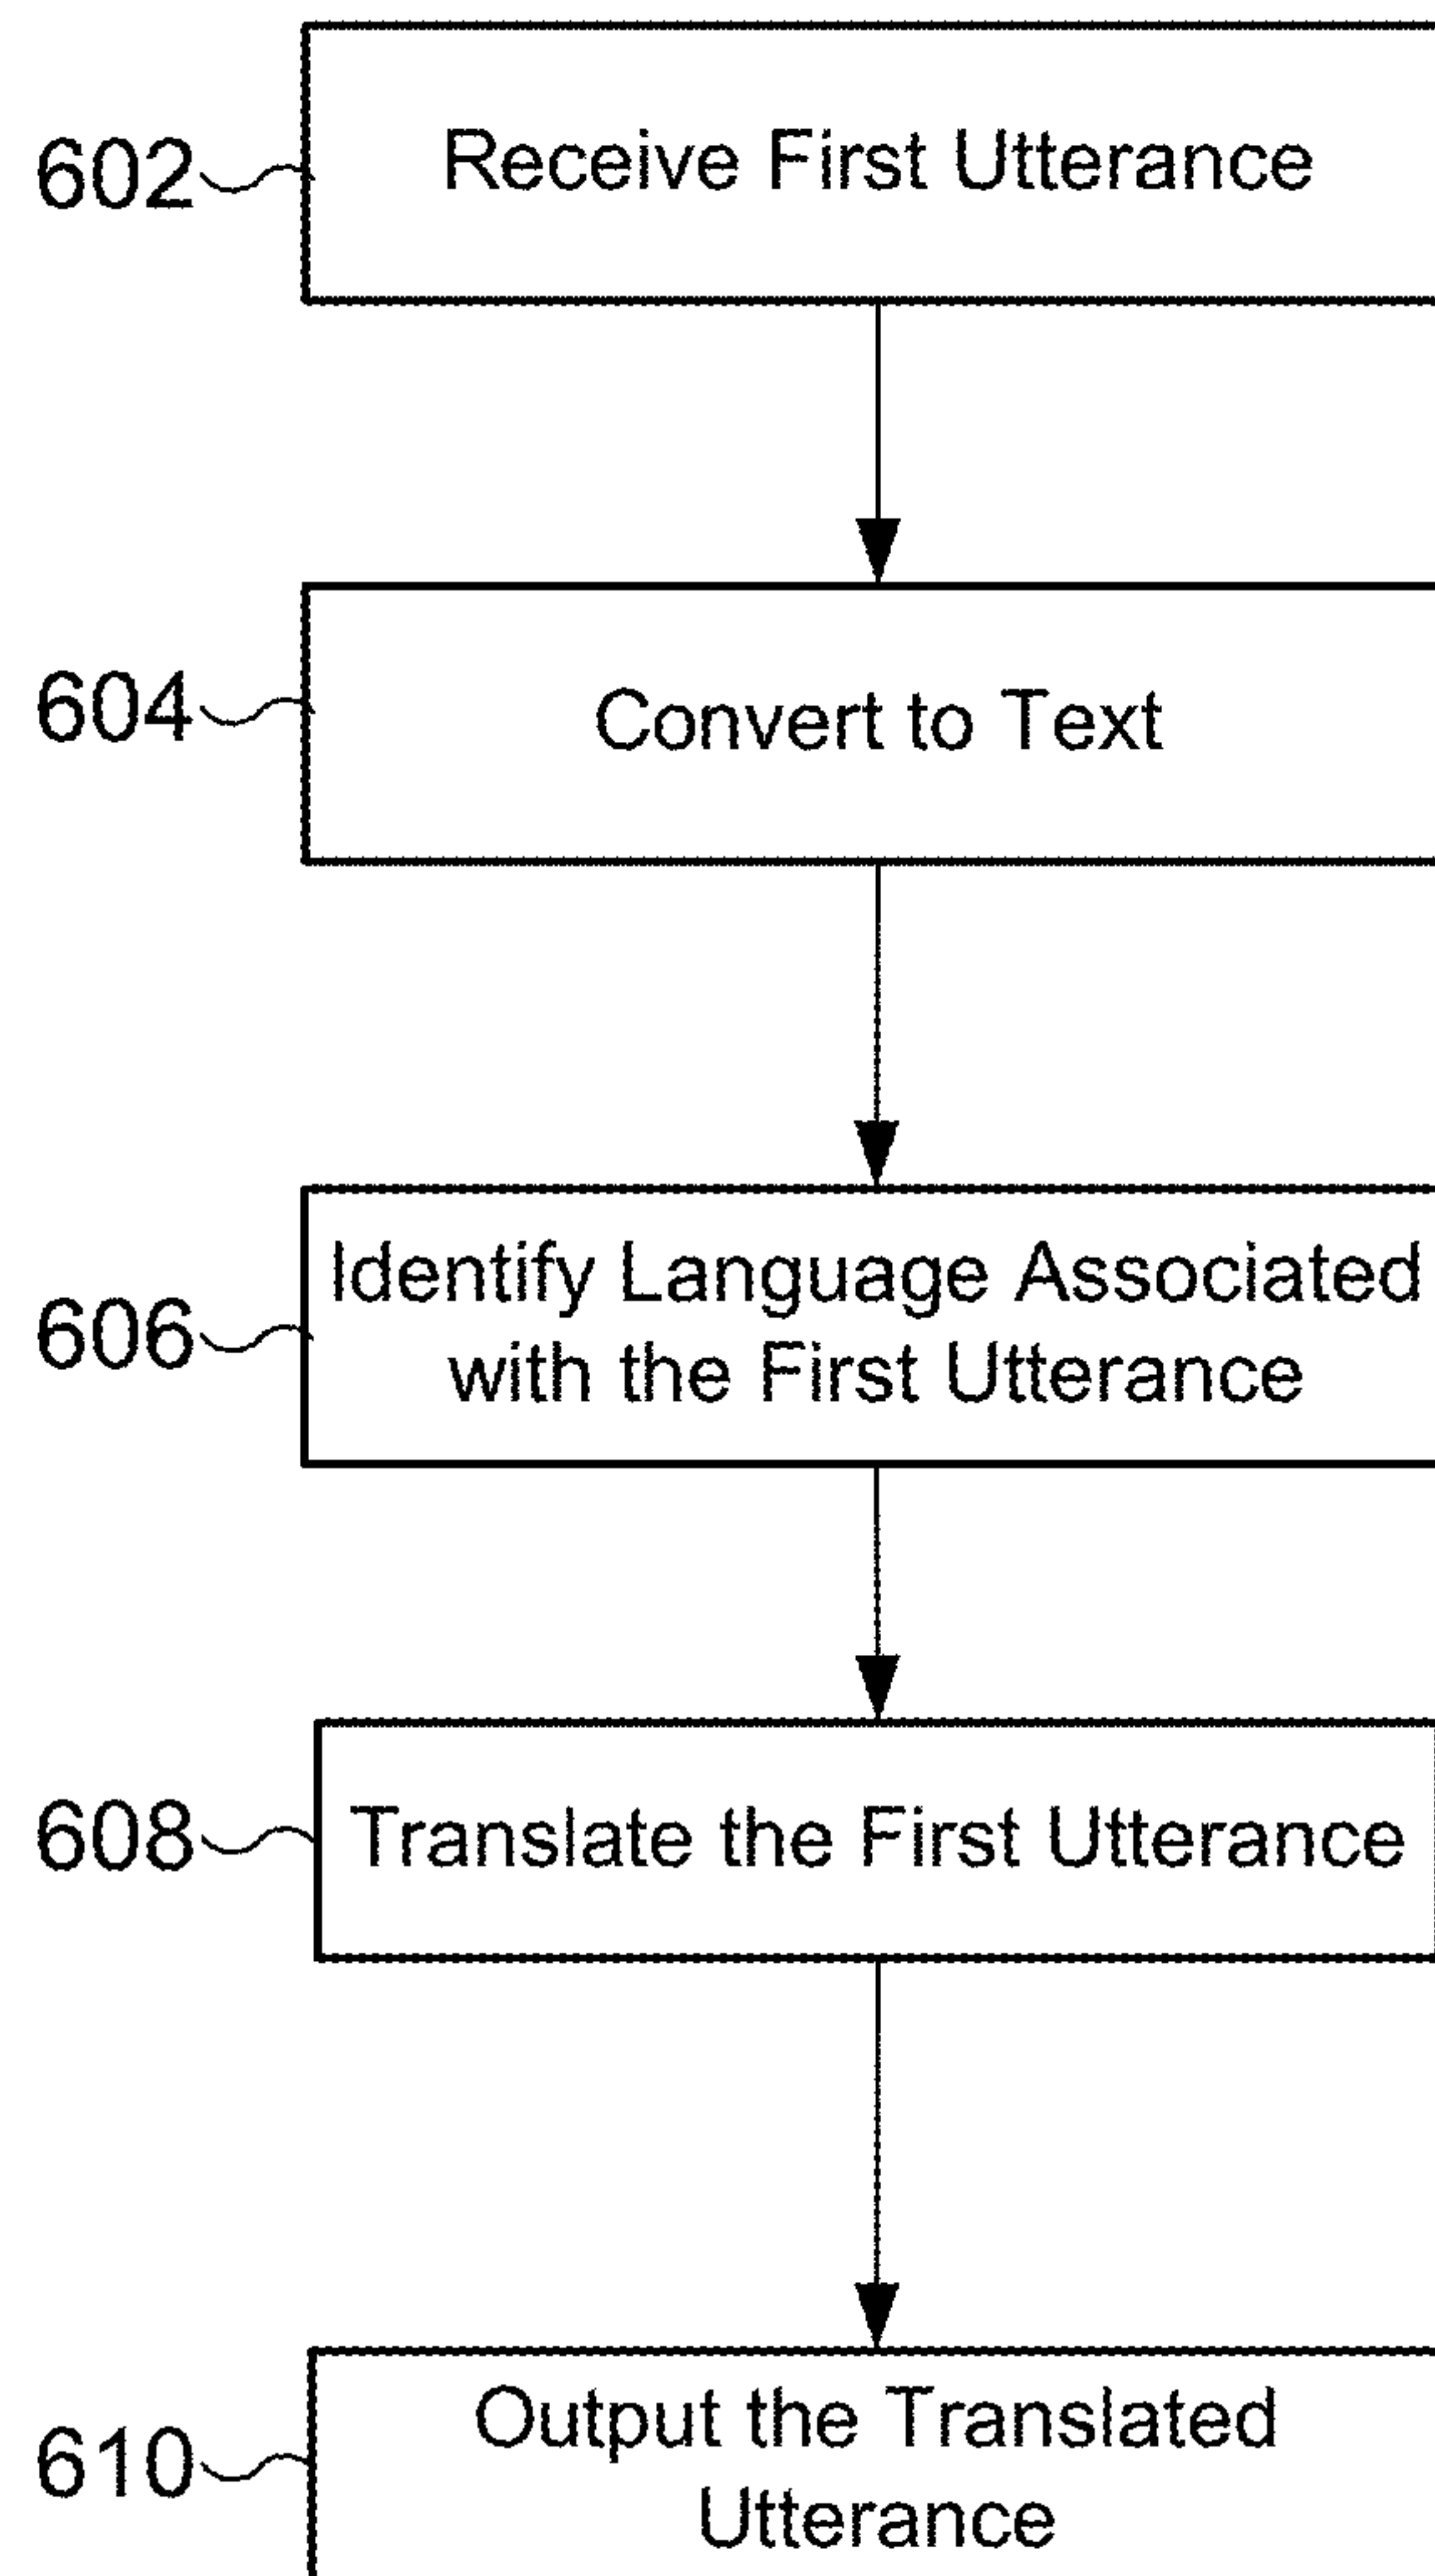 602 Receive First Utterance
604 Convert to Text
606 Identify Language Associated
with the First Utterance
608 Translate the First Utterance
610 Output the Translated
Utterance